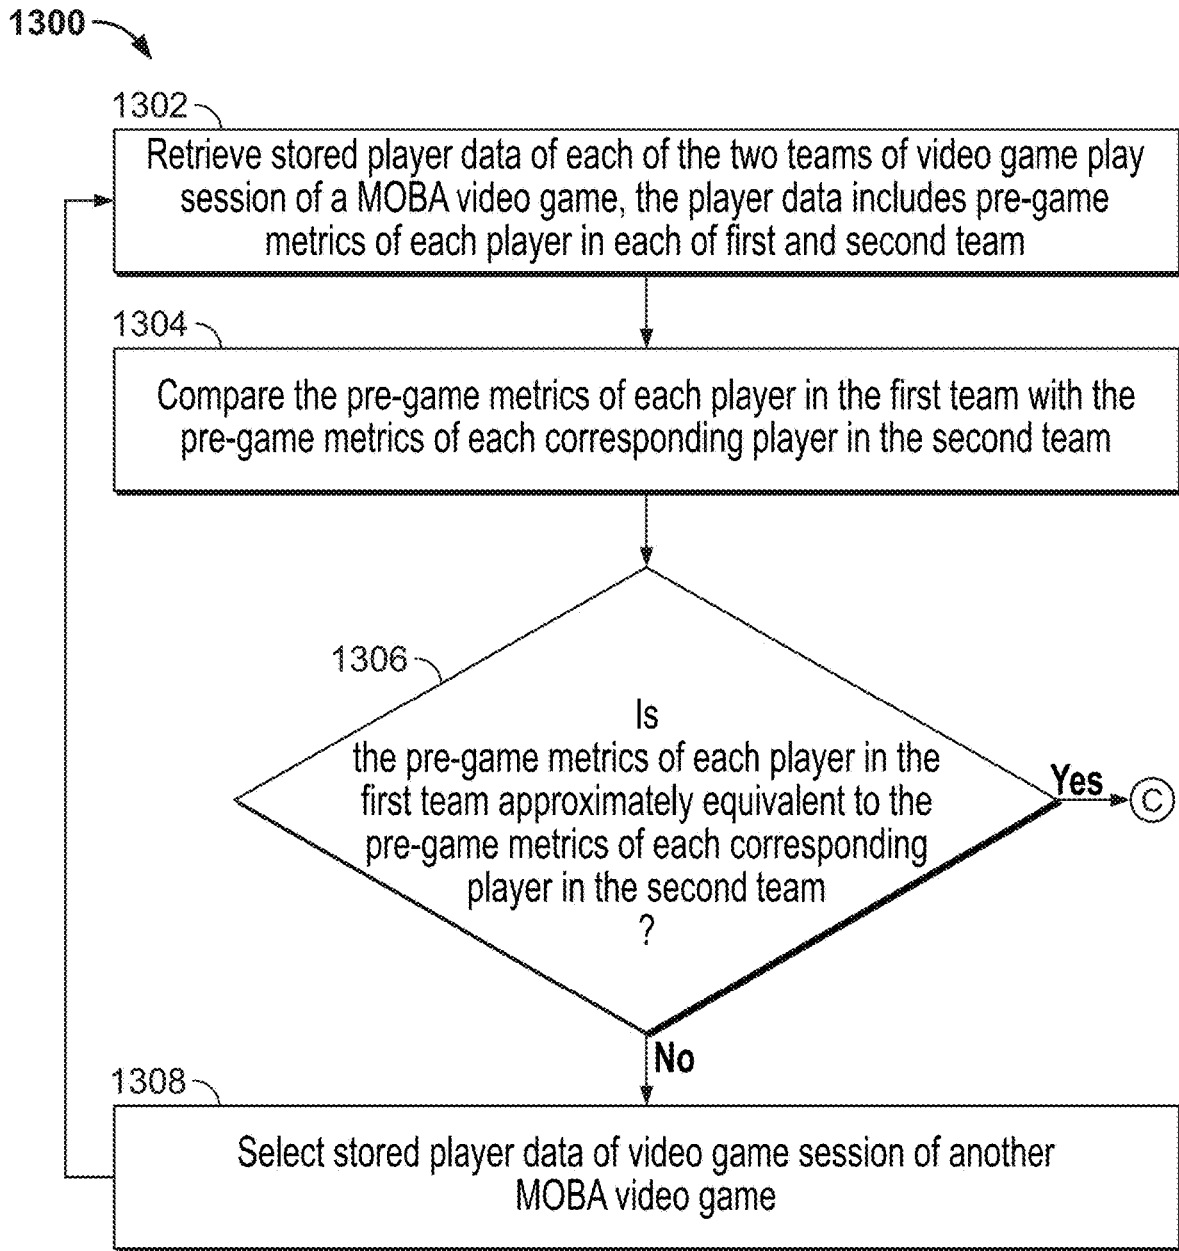 1300
1302
Retrieve stored player data of each of the two teams of video game play
session of a MOBA video game, the player data includes pre-game
metrics of each player in each of first and second team
1304
Compare the pre-game metrics of each player in the first team with the
pre-game metrics of each corresponding player in the second team
1306
Is
the pre-game metrics of each player in the
first team approximately equivalent to the
pre-game metrics of each corresponding
player in the second team
?
Yes
C
No
1308
Select stored player data of video game session of another
MOBA video game